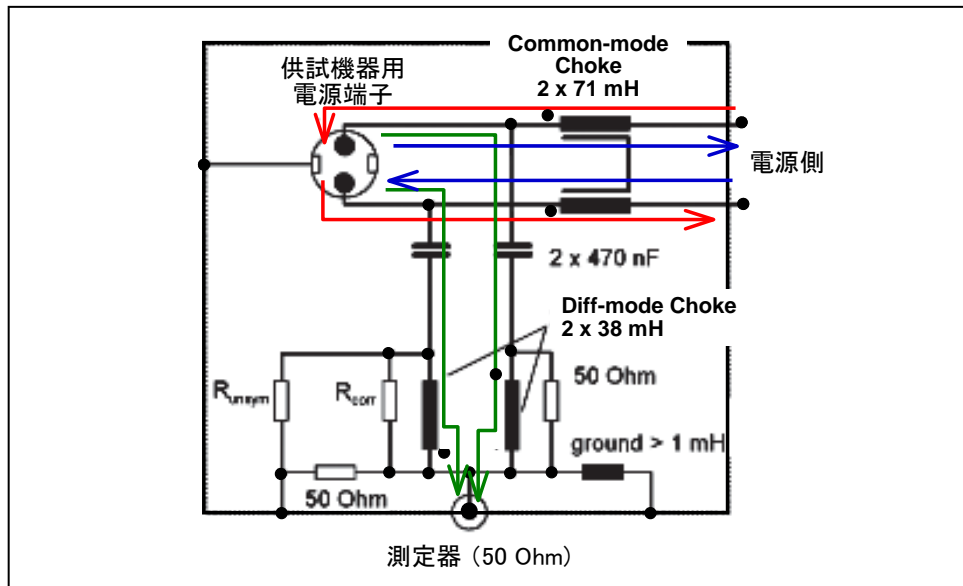 Common-mode
Choke
2 x 71 mH
供試機器用
電源端子
電源側
2 x 470 nF
Diff-mode Choke
2 x 38 mH
50 Ohm
Runsym
Rcorr
ground > 1 mH
50 Ohm
測定器 (50 Ohm)